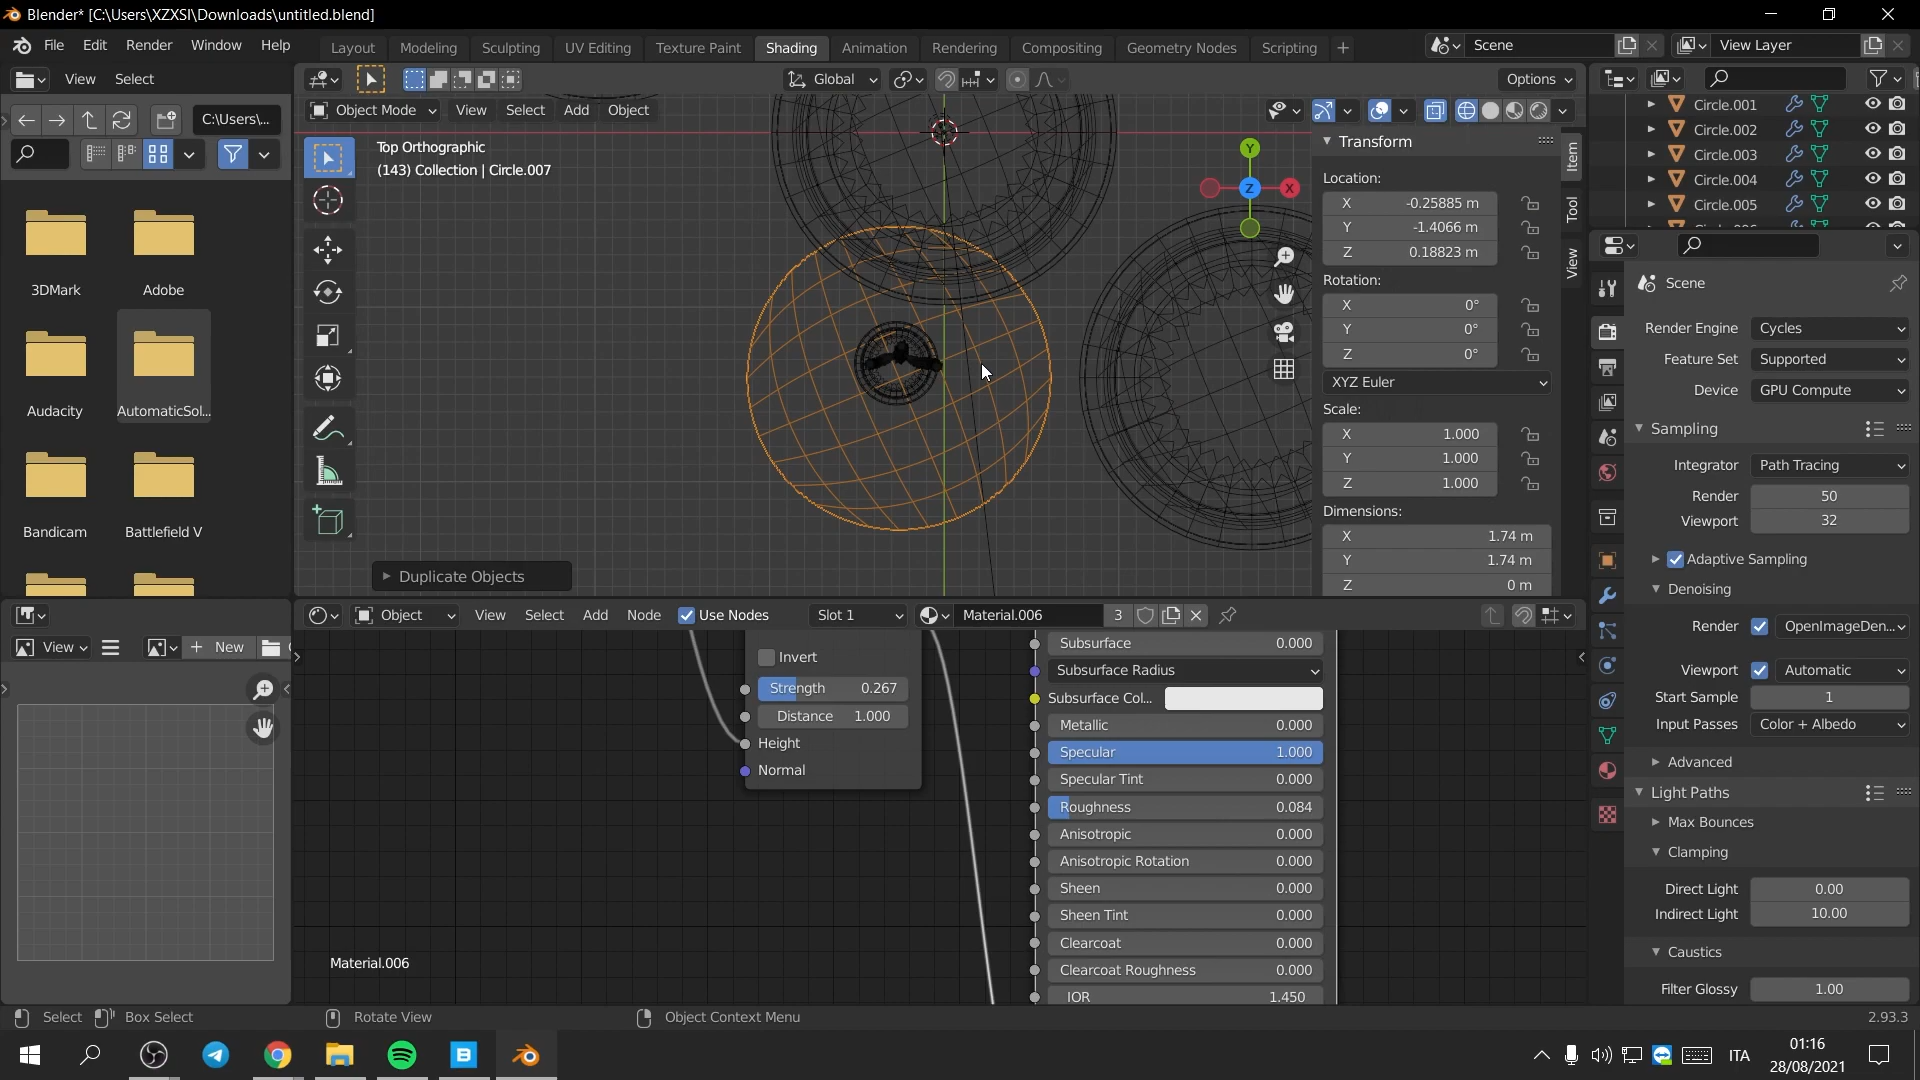 Blender* [C:\Users\XZXSI\Downloads\untitled.blend]
File Edit Render Window Help
Layout Modeling Sculpting UV Editing Texture Paint Shading Animation Rendering Compositing Geometry Nodes Scripting +
Scene
View Layer
View Select
Global
Options
C:\Users\...
Object Mode View Select Add Object
Top Orthographic
(143) Collection | Circle.007
3DMark
Adobe
Audacity
AutomaticSol...
Bandicam
Battlefield V
Y
Z
X
Transform
Item
Tool
View
Location:
X -0.25885 m
Y -1.4066 m
Z 0.18823 m
Rotation:
X 0°
Y 0°
Z 0°
XYZ Euler
Scale:
X 1.000
Y 1.000
Z 1.000
Dimensions:
X 1.74 m
Y 1.74 m
Z 0 m
Duplicate Objects
Circle.001
Circle.002
Circle.003
Circle.004
Circle.005
Scene
Render Engine Cycles
Feature Set Supported
Device GPU Compute
Sampling
Integrator Path Tracing
Render 50
Viewport 32
Adaptive Sampling
Denoising
Render OpenImageDen...
Viewport Automatic
Start Sample 1
Input Passes Color + Albedo
Advanced
Light Paths
Max Bounces
Clamping
Direct Light 0.00
Indirect Light 10.00
Caustics
Filter Glossy 1.00
View
+ New
Object View Select Add Node Use Nodes Slot 1 Material.006 3
Invert
Strength 0.267
Distance 1.000
Height
Normal
Subsurface 0.000
Subsurface Radius
Subsurface Col...
Metallic 0.000
Specular 1.000
Specular Tint 0.000
Roughness 0.084
Anisotropic 0.000
Anisotropic Rotation 0.000
Sheen 0.000
Sheen Tint 0.000
Clearcoat 0.000
Clearcoat Roughness 0.000
IOR 1.450
Material.006
Select Box Select Rotate View Object Context Menu 2.93.3
ITA
01:16
28/08/2021